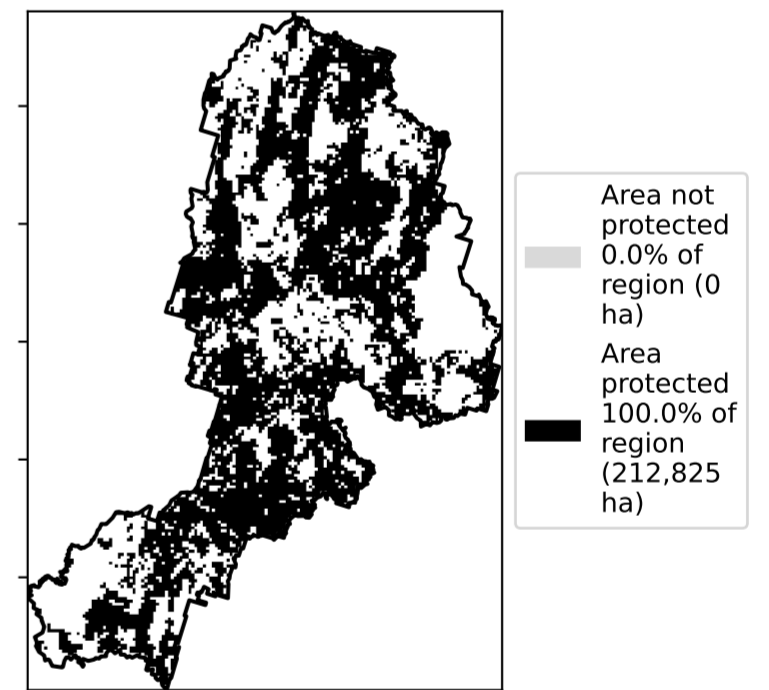 Area not
protected
0.0% of
region (0
ha)
Area
protected
100.0% of
region
(212,825
ha)